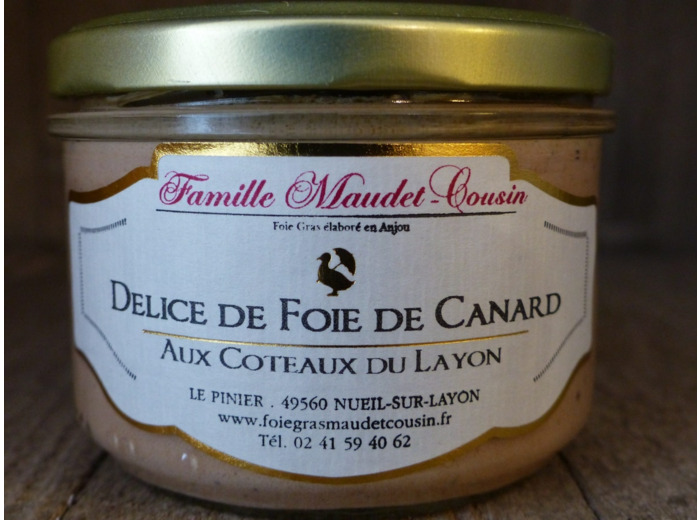 Famille Maudet-Cousin
Foie Gras élaboré en Anjou
DELICE DE FOIE DE CANARD
AUX COTEAUX DU LAYON
LE PINIER . 49560 NUEIL-SUR-LAYON
www.foiegrasmaudetcousin.fr
Tél. 02 41 59 40 62